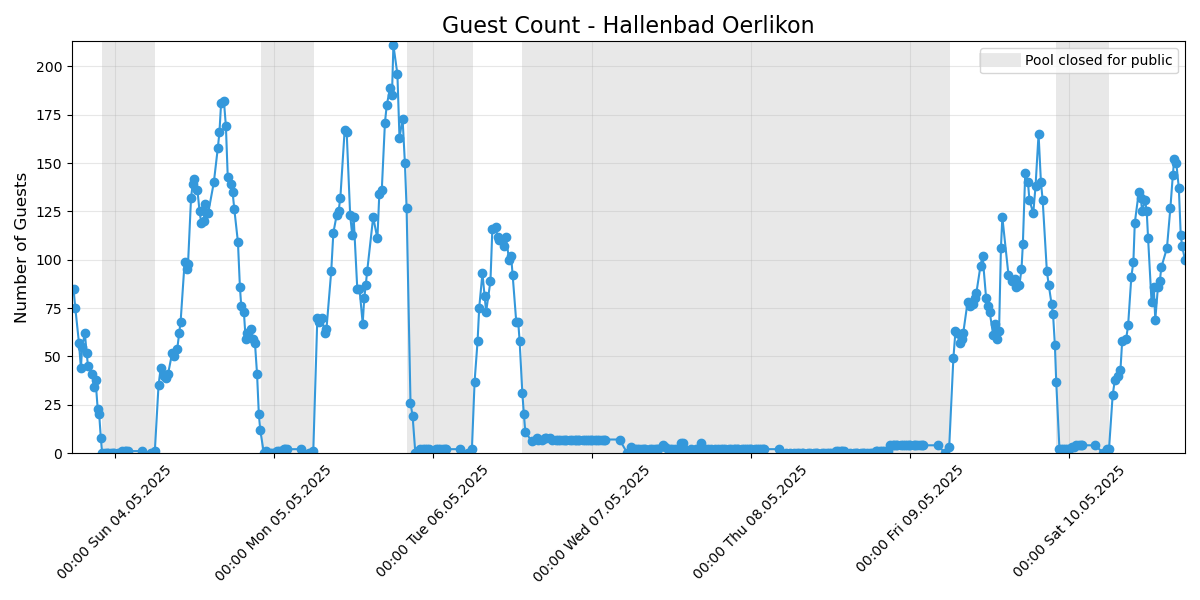 Guest Count - Hallenbad Oerlikon
Pool closed for public
Number of Guests
200
175
150
125
100
75
50
25
0
00:00 Sun 04.05.2025
00:00 Mon 05.05.2025
00:00 Tue 06.05.2025
00:00 Wed 07.05.2025
00:00 Thu 08.05.2025
00:00 Fri 09.05.2025
00:00 Sat 10.05.2025